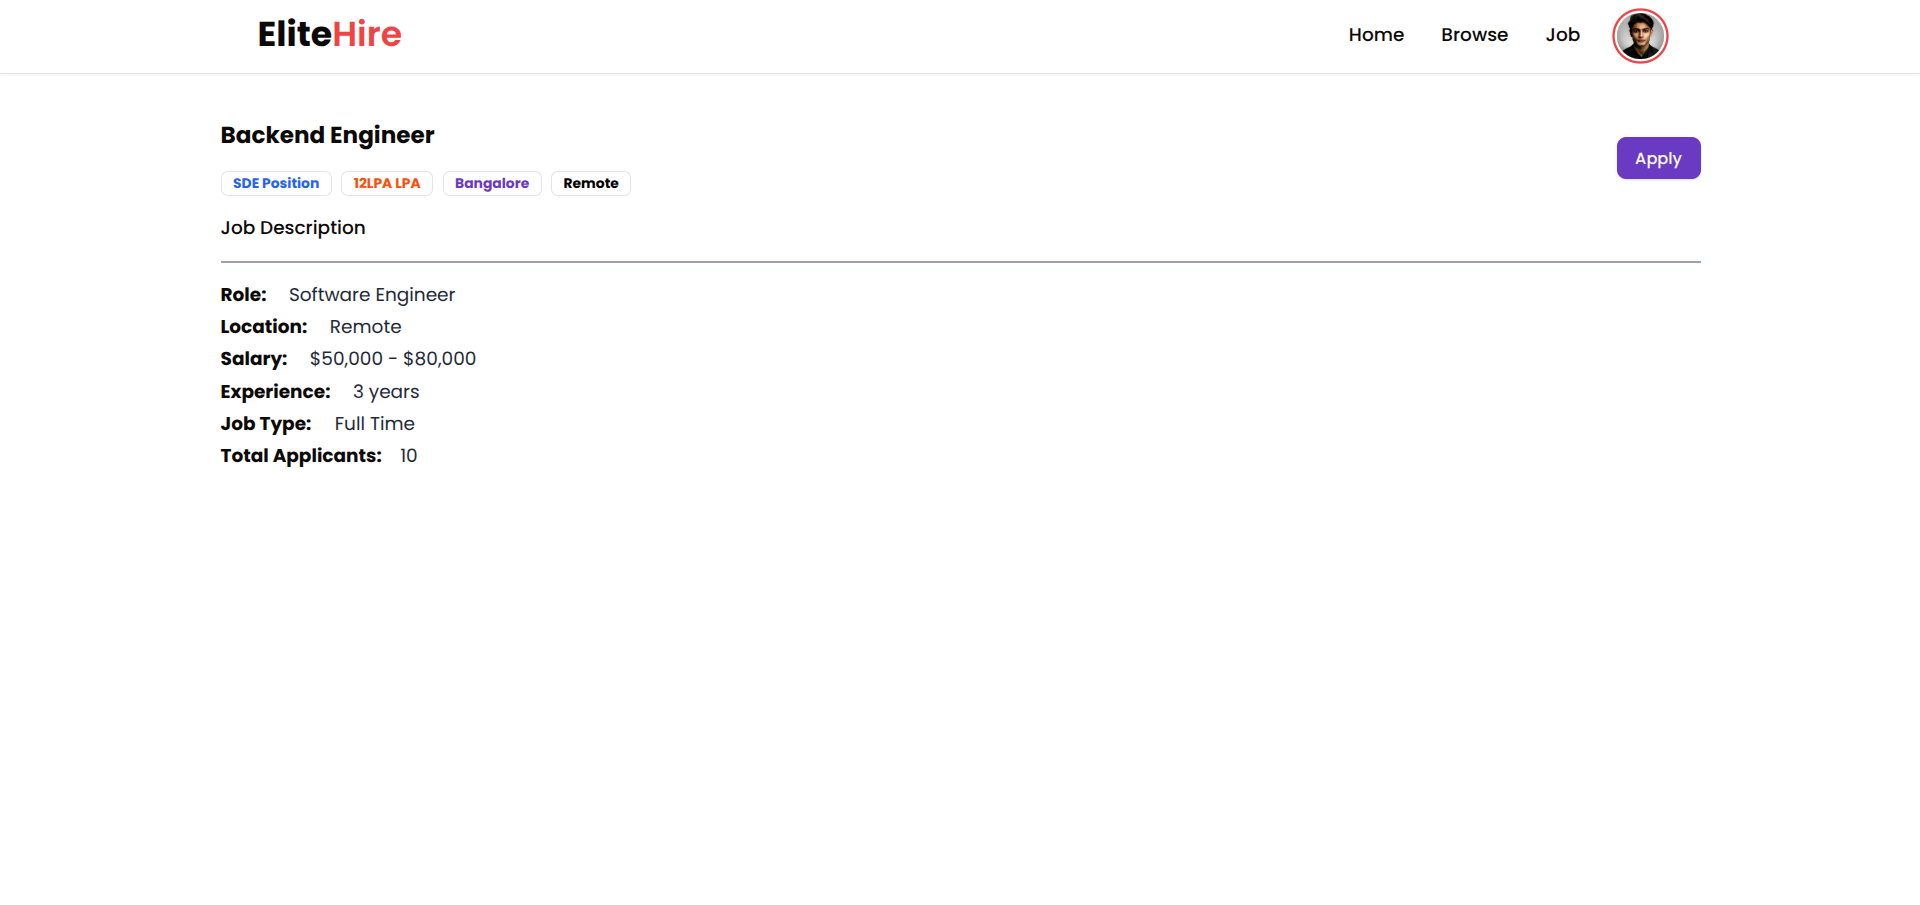 EliteHire Home Browse Job
Backend Engineer
Apply
SDE Position 12LPA LPA Bangalore Remote
Job Description
Role: Software Engineer
Location: Remote
Salary: $50,000 - $80,000
Experience: 3 years
Job Type: Full Time
Total Applicants: 10